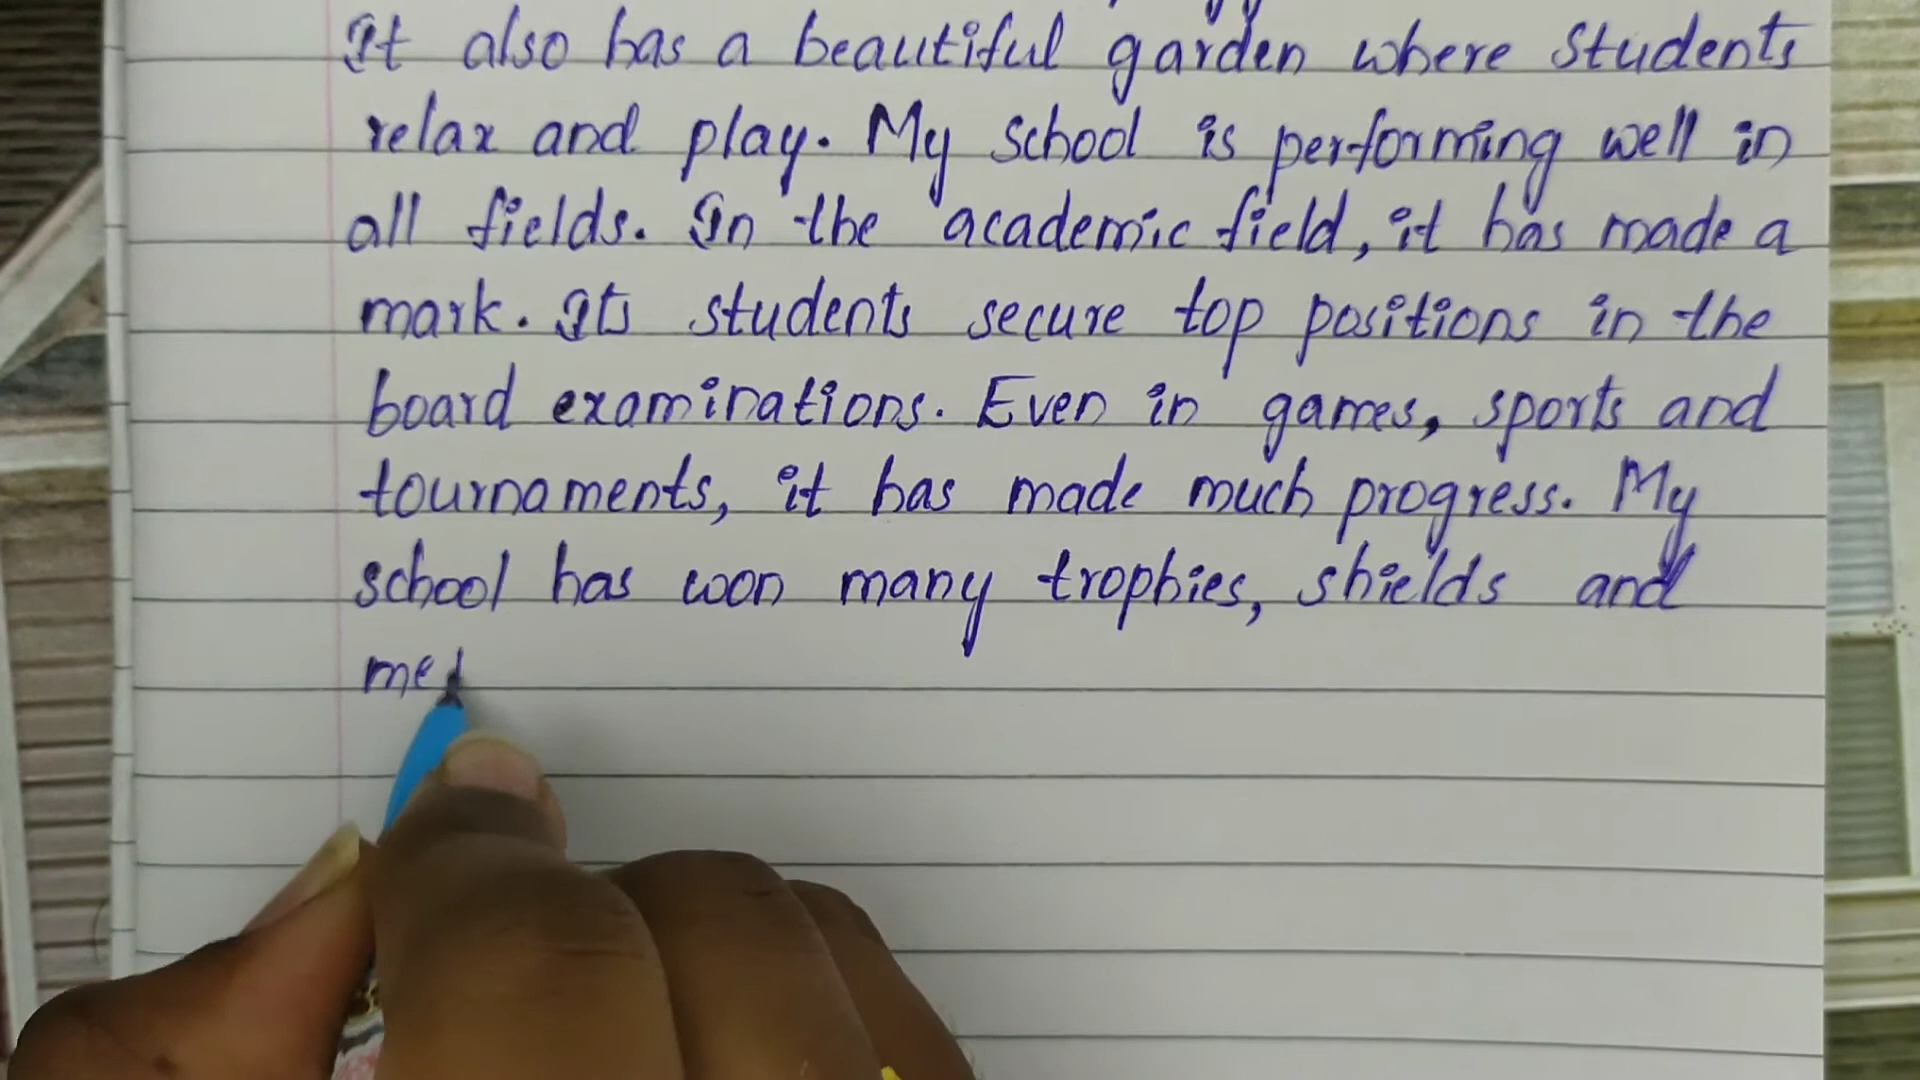 It also has a beautiful garden where students
relax and play. My school is performing well in
all fields. In the academic field, it has made a
mark. Its students secure top positions in the
board examinations. Even in games, sports and
tournaments, it has made much progress. My
school has won many trophies, shields and
med